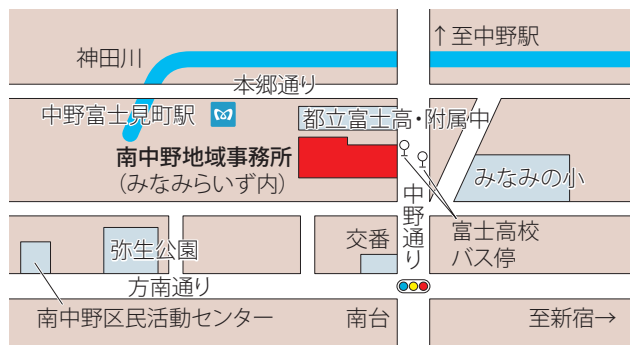 ↑至中野駅
神田川
本郷通り
中野富士見町駅
都立富士高・附属中
南中野地域事務所
(みなみらいず内)
みなみの小
中野通り
富士高校
バス停
交番
弥生公園
方南通り
南中野区民活動センター
南台
至新宿→